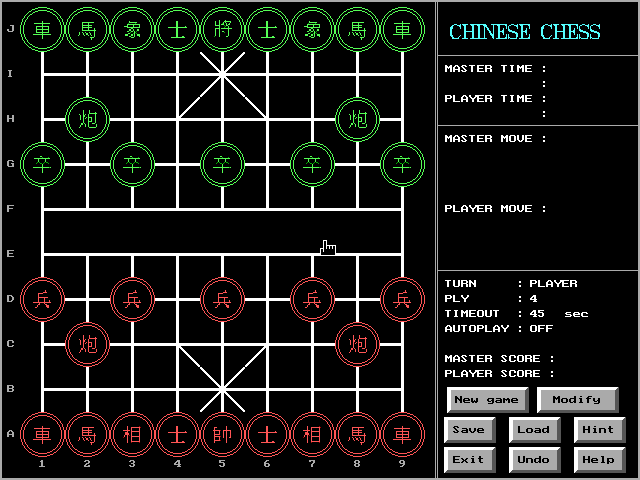 J 車 馬 象 士 將 士 象 馬 車
CHINESE CHESS
I
MASTER TIME :
:
PLAYER TIME :
:
H 炮 炮
MASTER MOVE :
G 卒 卒 卒 卒 卒
F
PLAYER MOVE :
E
D 兵 兵 兵 兵 兵
TURN : PLAYER
PLY : 4
TIMEOUT : 45 sec
AUTOPLAY : OFF
C 炮 炮
MASTER SCORE :
PLAYER SCORE :
B
New game Modify
A 車 馬 相 士 帥 士 相 馬 車
Save Load Hint
Exit Undo Help
1 2 3 4 5 6 7 8 9